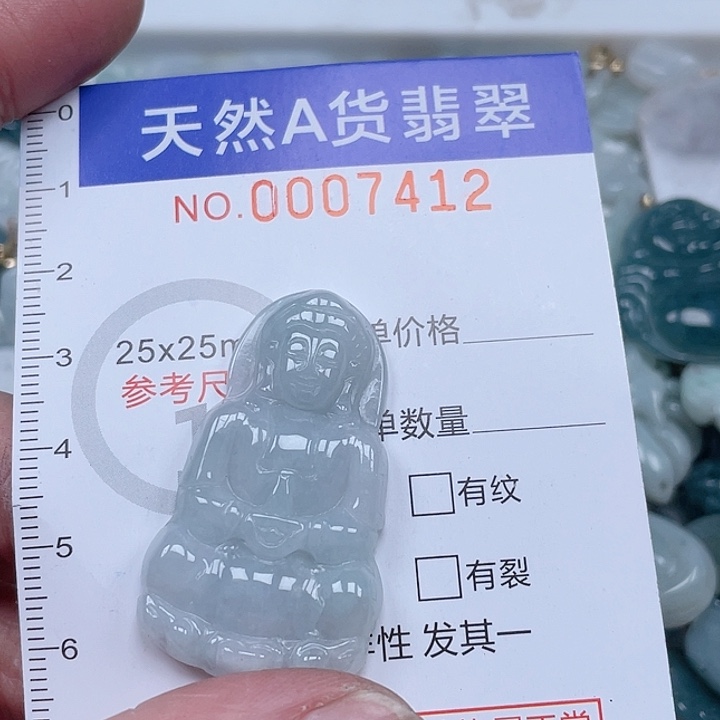 天然A货翡翠
NO.0007412
0
1
2
3
4
5
6
25x25m
参考尺
单价格
单数量
有纹
有裂
性 发其一